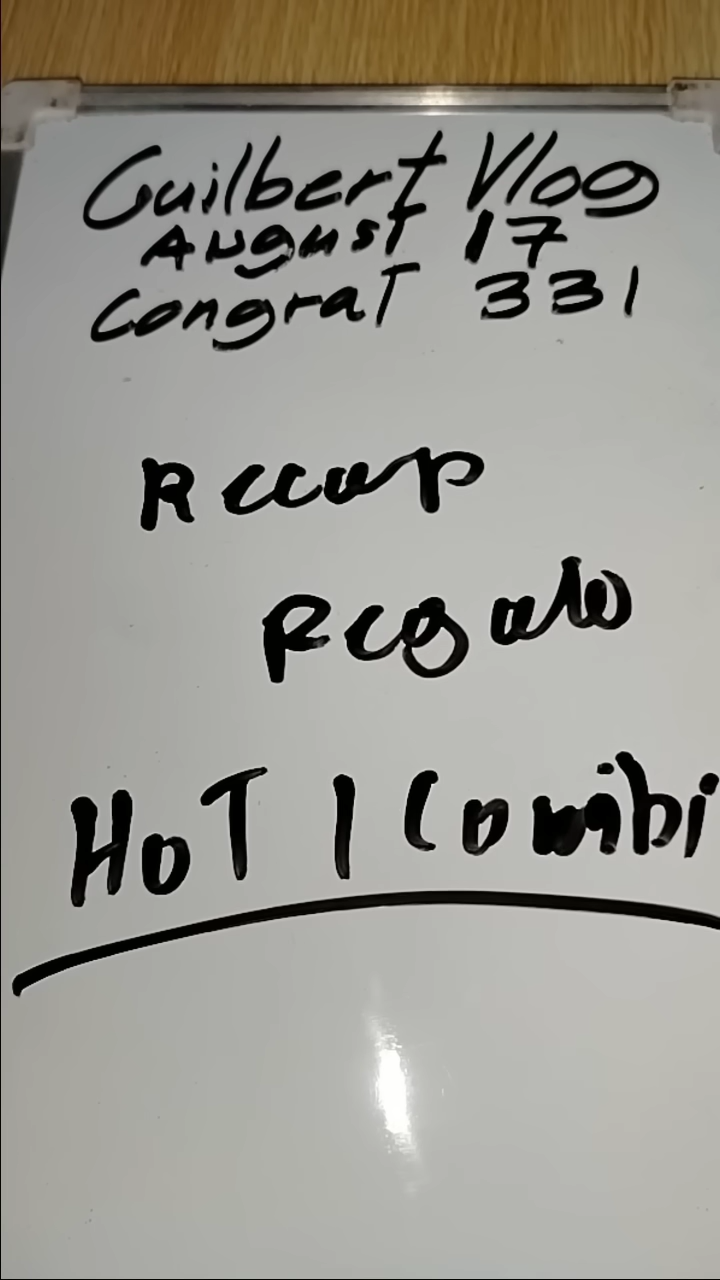 Guilbert Vlog
August 17
Congrat 331
Recap
Regalo
HoT 1 Combi